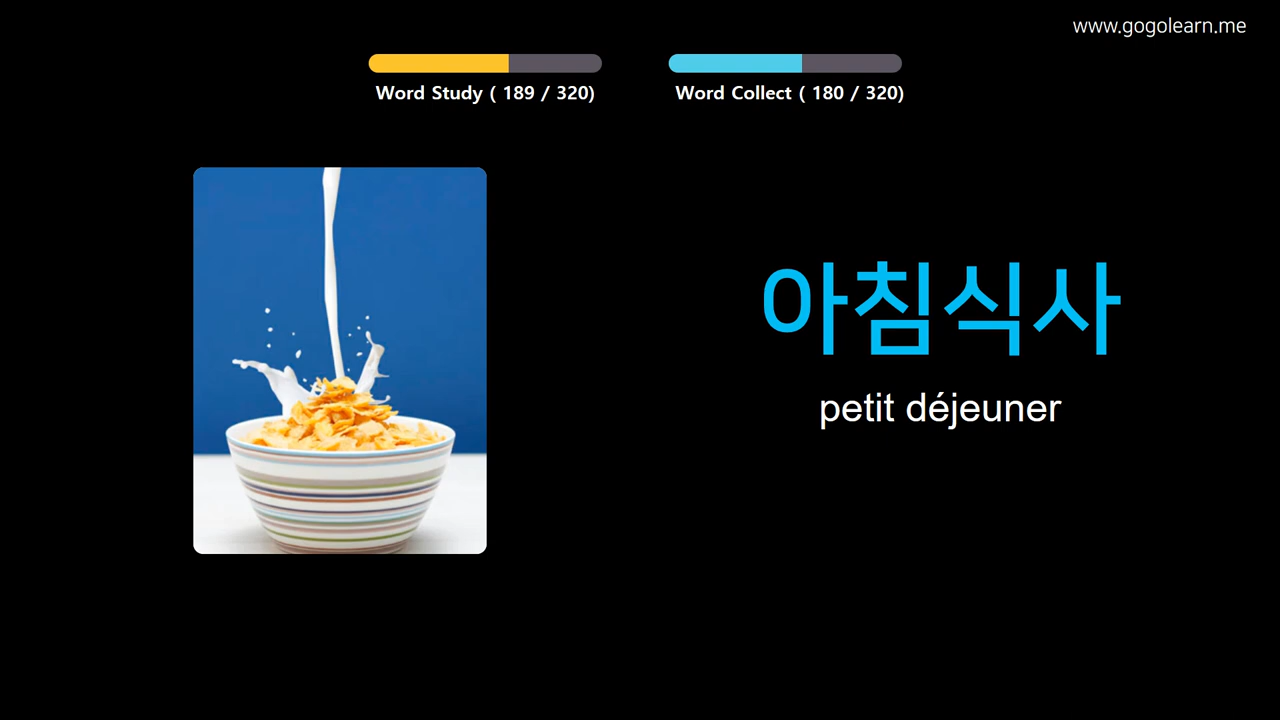 www.gogolearn.me
Word Study ( 189 / 320)
Word Collect ( 180 / 320)
아침식사
petit déjeuner